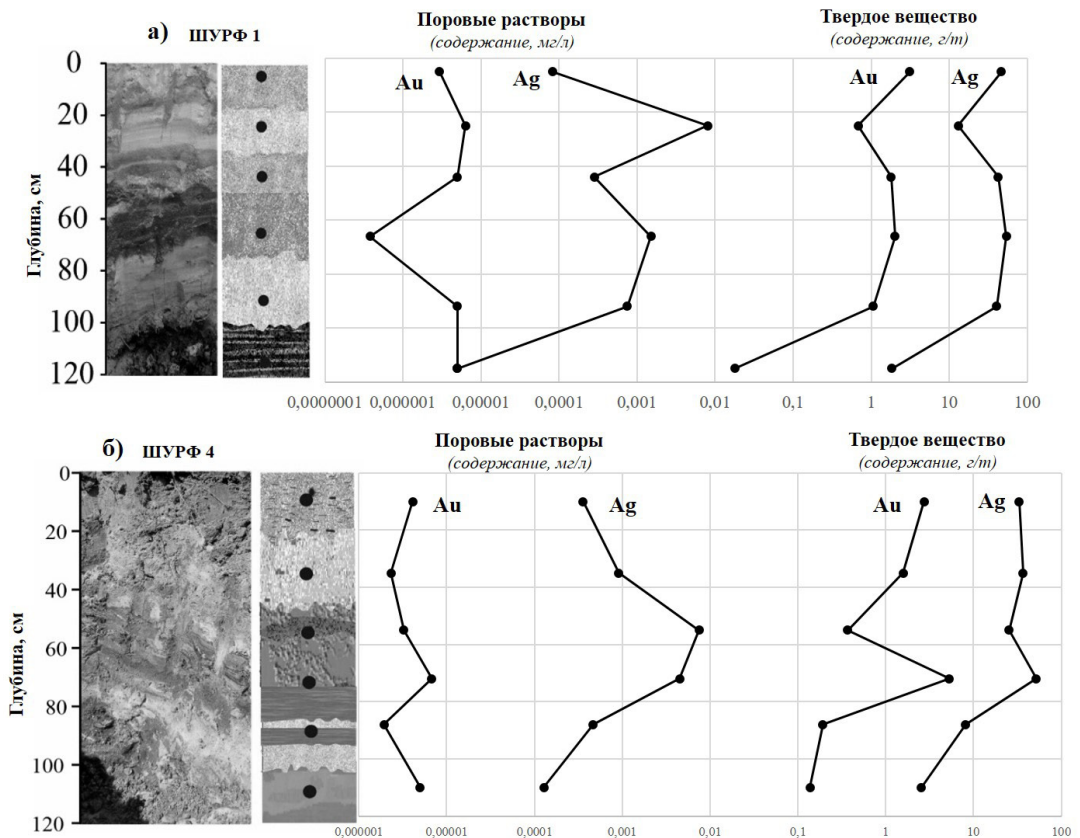 а) ШУРФ 1
Поровые растворы
(содержание, мг/л)
Твердое вещество
(содержание, г/т)
Au
Ag
Au
Ag
Глубина, см
0
20
40
60
80
100
120
0,0000001 0,000001 0,00001 0,0001 0,001 0,01 0,1 1 10 100
б) ШУРФ 4
Поровые растворы
(содержание, мг/л)
Твердое вещество
(содержание, г/т)
Au
Ag
Au
Ag
Глубина, см
0
20
40
60
80
100
120
0,000001 0,00001 0,0001 0,001 0,01 0,1 1 10 100